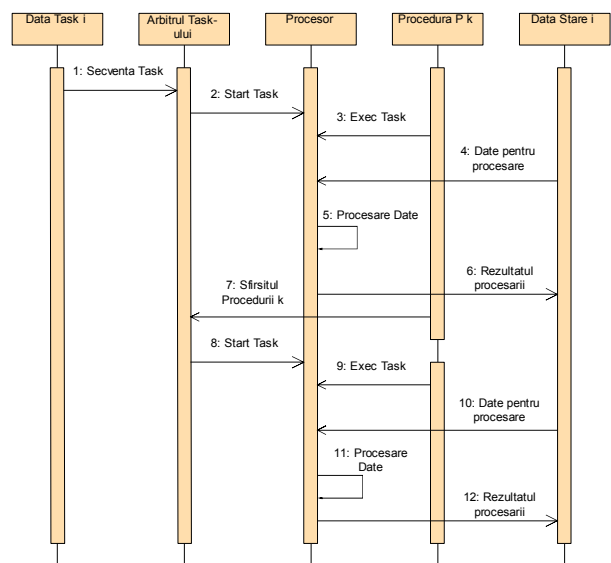 Data Task i
Arbitrul Task-
ului
Procesor
Procedura P k
Data Stare i
1: Secventa Task
2: Start Task
3: Exec Task
4: Date pentru
procesare
5: Procesare Date
6: Rezultatul
procesarii
7: Sfirsitul
Procedurii k
8: Start Task
9: Exec Task
10: Date pentru
procesare
11: Procesare
Date
12: Rezultatul
procesarii